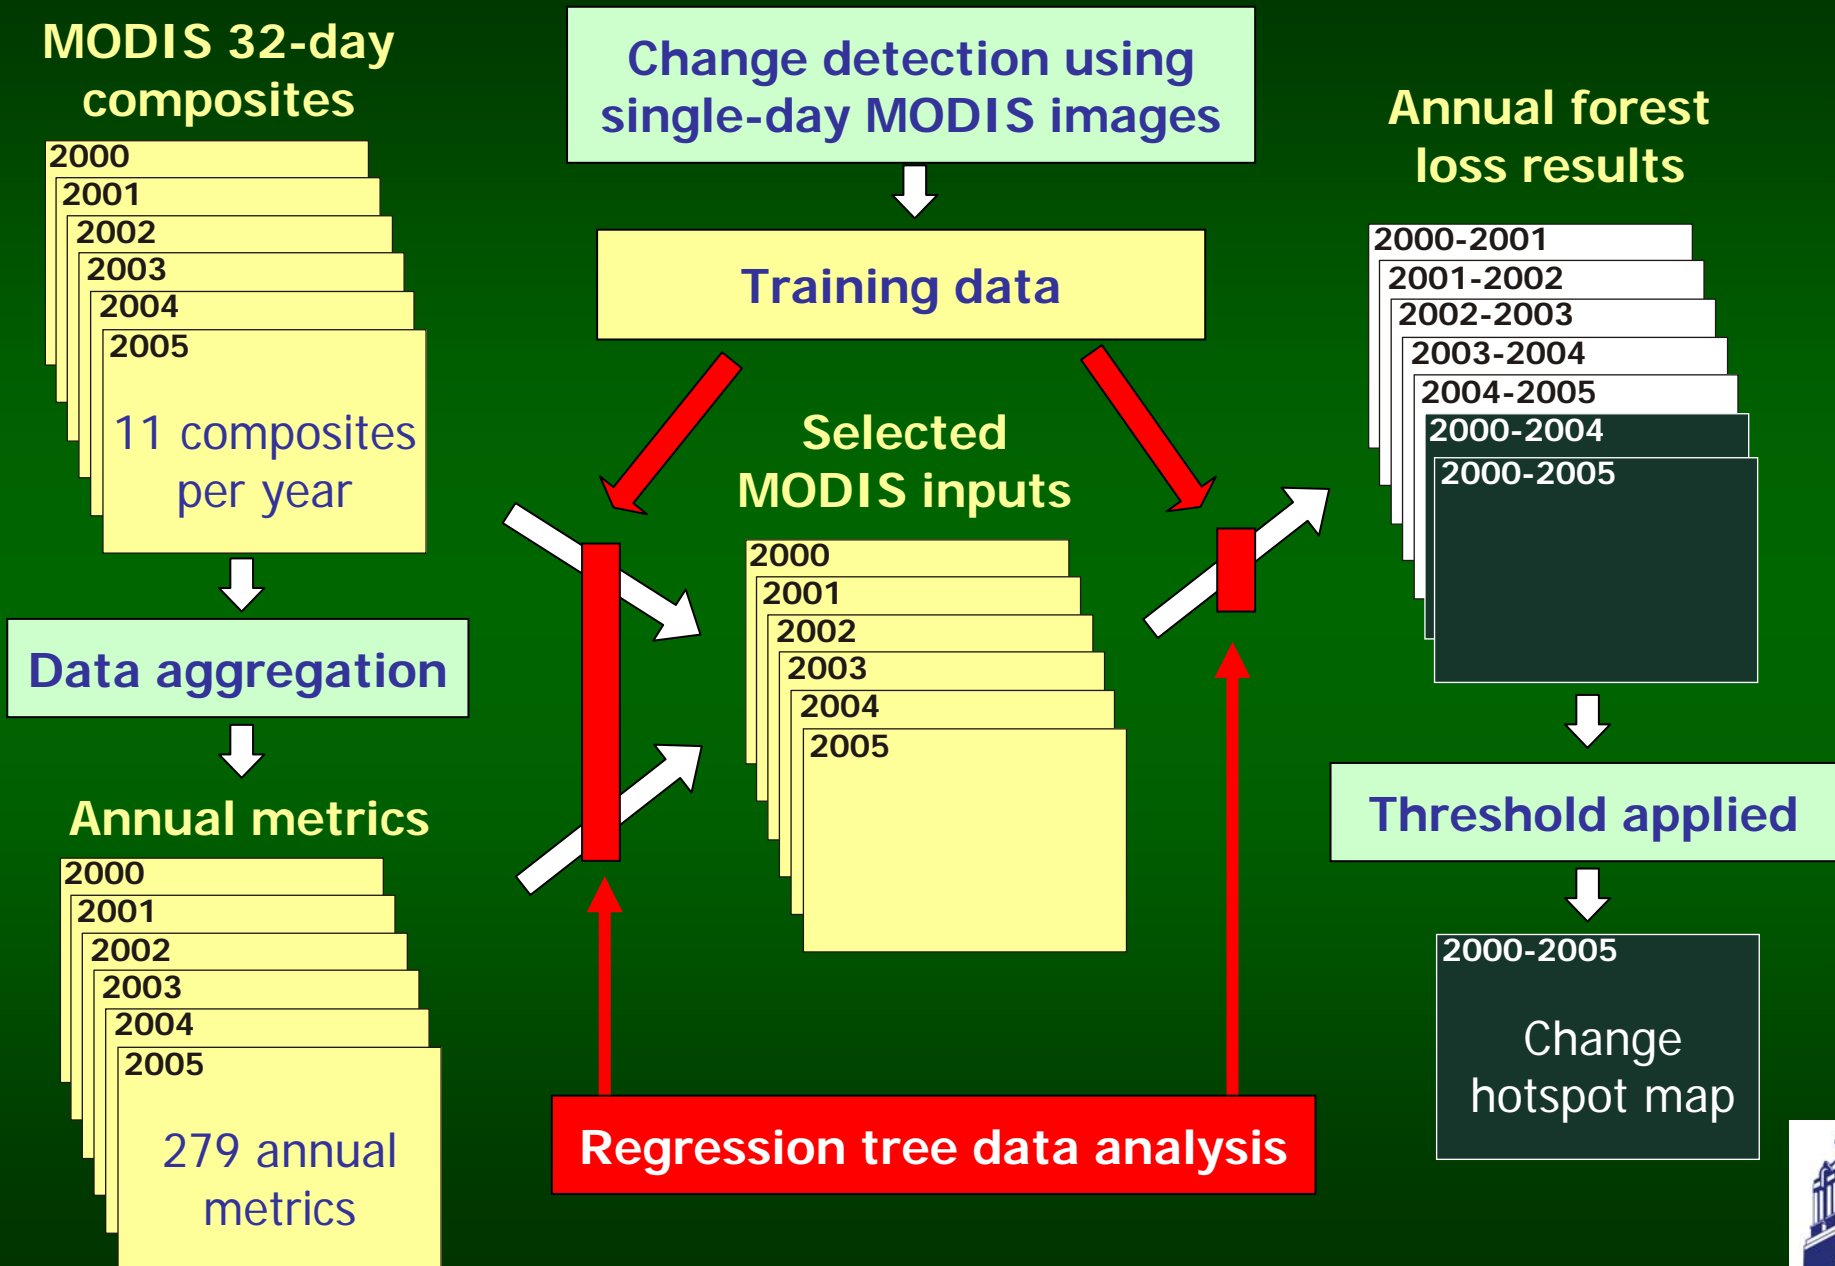 MODIS 32-day
composites
2000
2001
2002
2003
2004
2005
11 composites
per year
Data aggregation
Annual metrics
2000
2001
2002
2003
2004
2005
279 annual
metrics
Change detection using
single-day MODIS images
Training data
Selected
MODIS inputs
2000
2001
2002
2003
2004
2005
Regression tree data analysis
Annual forest
loss results
2000-2001
2001-2002
2002-2003
2003-2004
2004-2005
2000-2004
2000-2005
Threshold applied
2000-2005
Change
hotspot map